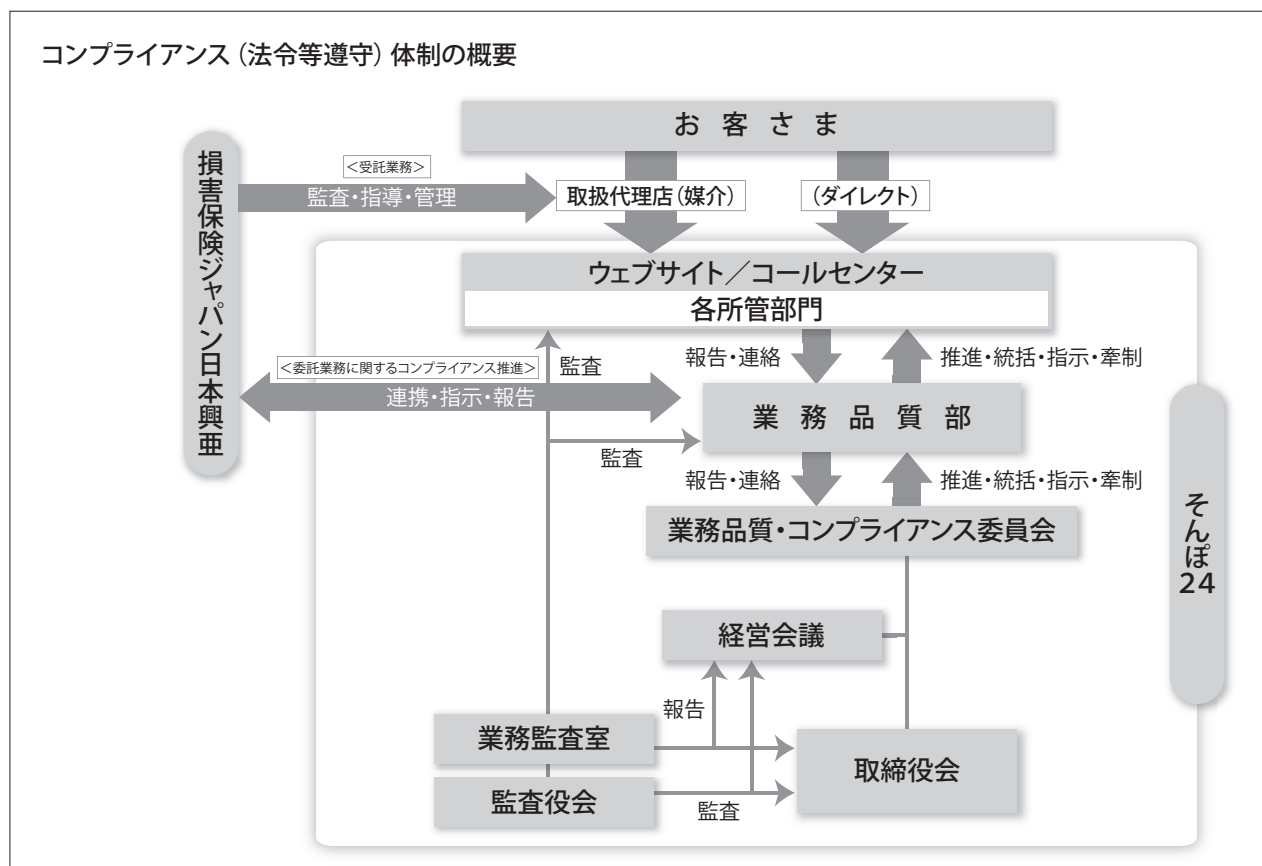 コンプライアンス（法令等遵守）体制の概要
お客さま
損害保険ジャパン日本興亜
＜受託業務＞
監査・指導・管理
取扱代理店（媒介）
（ダイレクト）
ウェブサイト／コールセンター
各所管部門
報告・連絡
推進・統括・指示・牽制
＜委託業務に関するコンプライアンス推進＞
監査
連携・指示・報告
業務品質部
監査
報告・連絡
推進・統括・指示・牽制
業務品質・コンプライアンス委員会
そんぽ24
経営会議
報告
業務監査室
取締役会
監査役会
監査